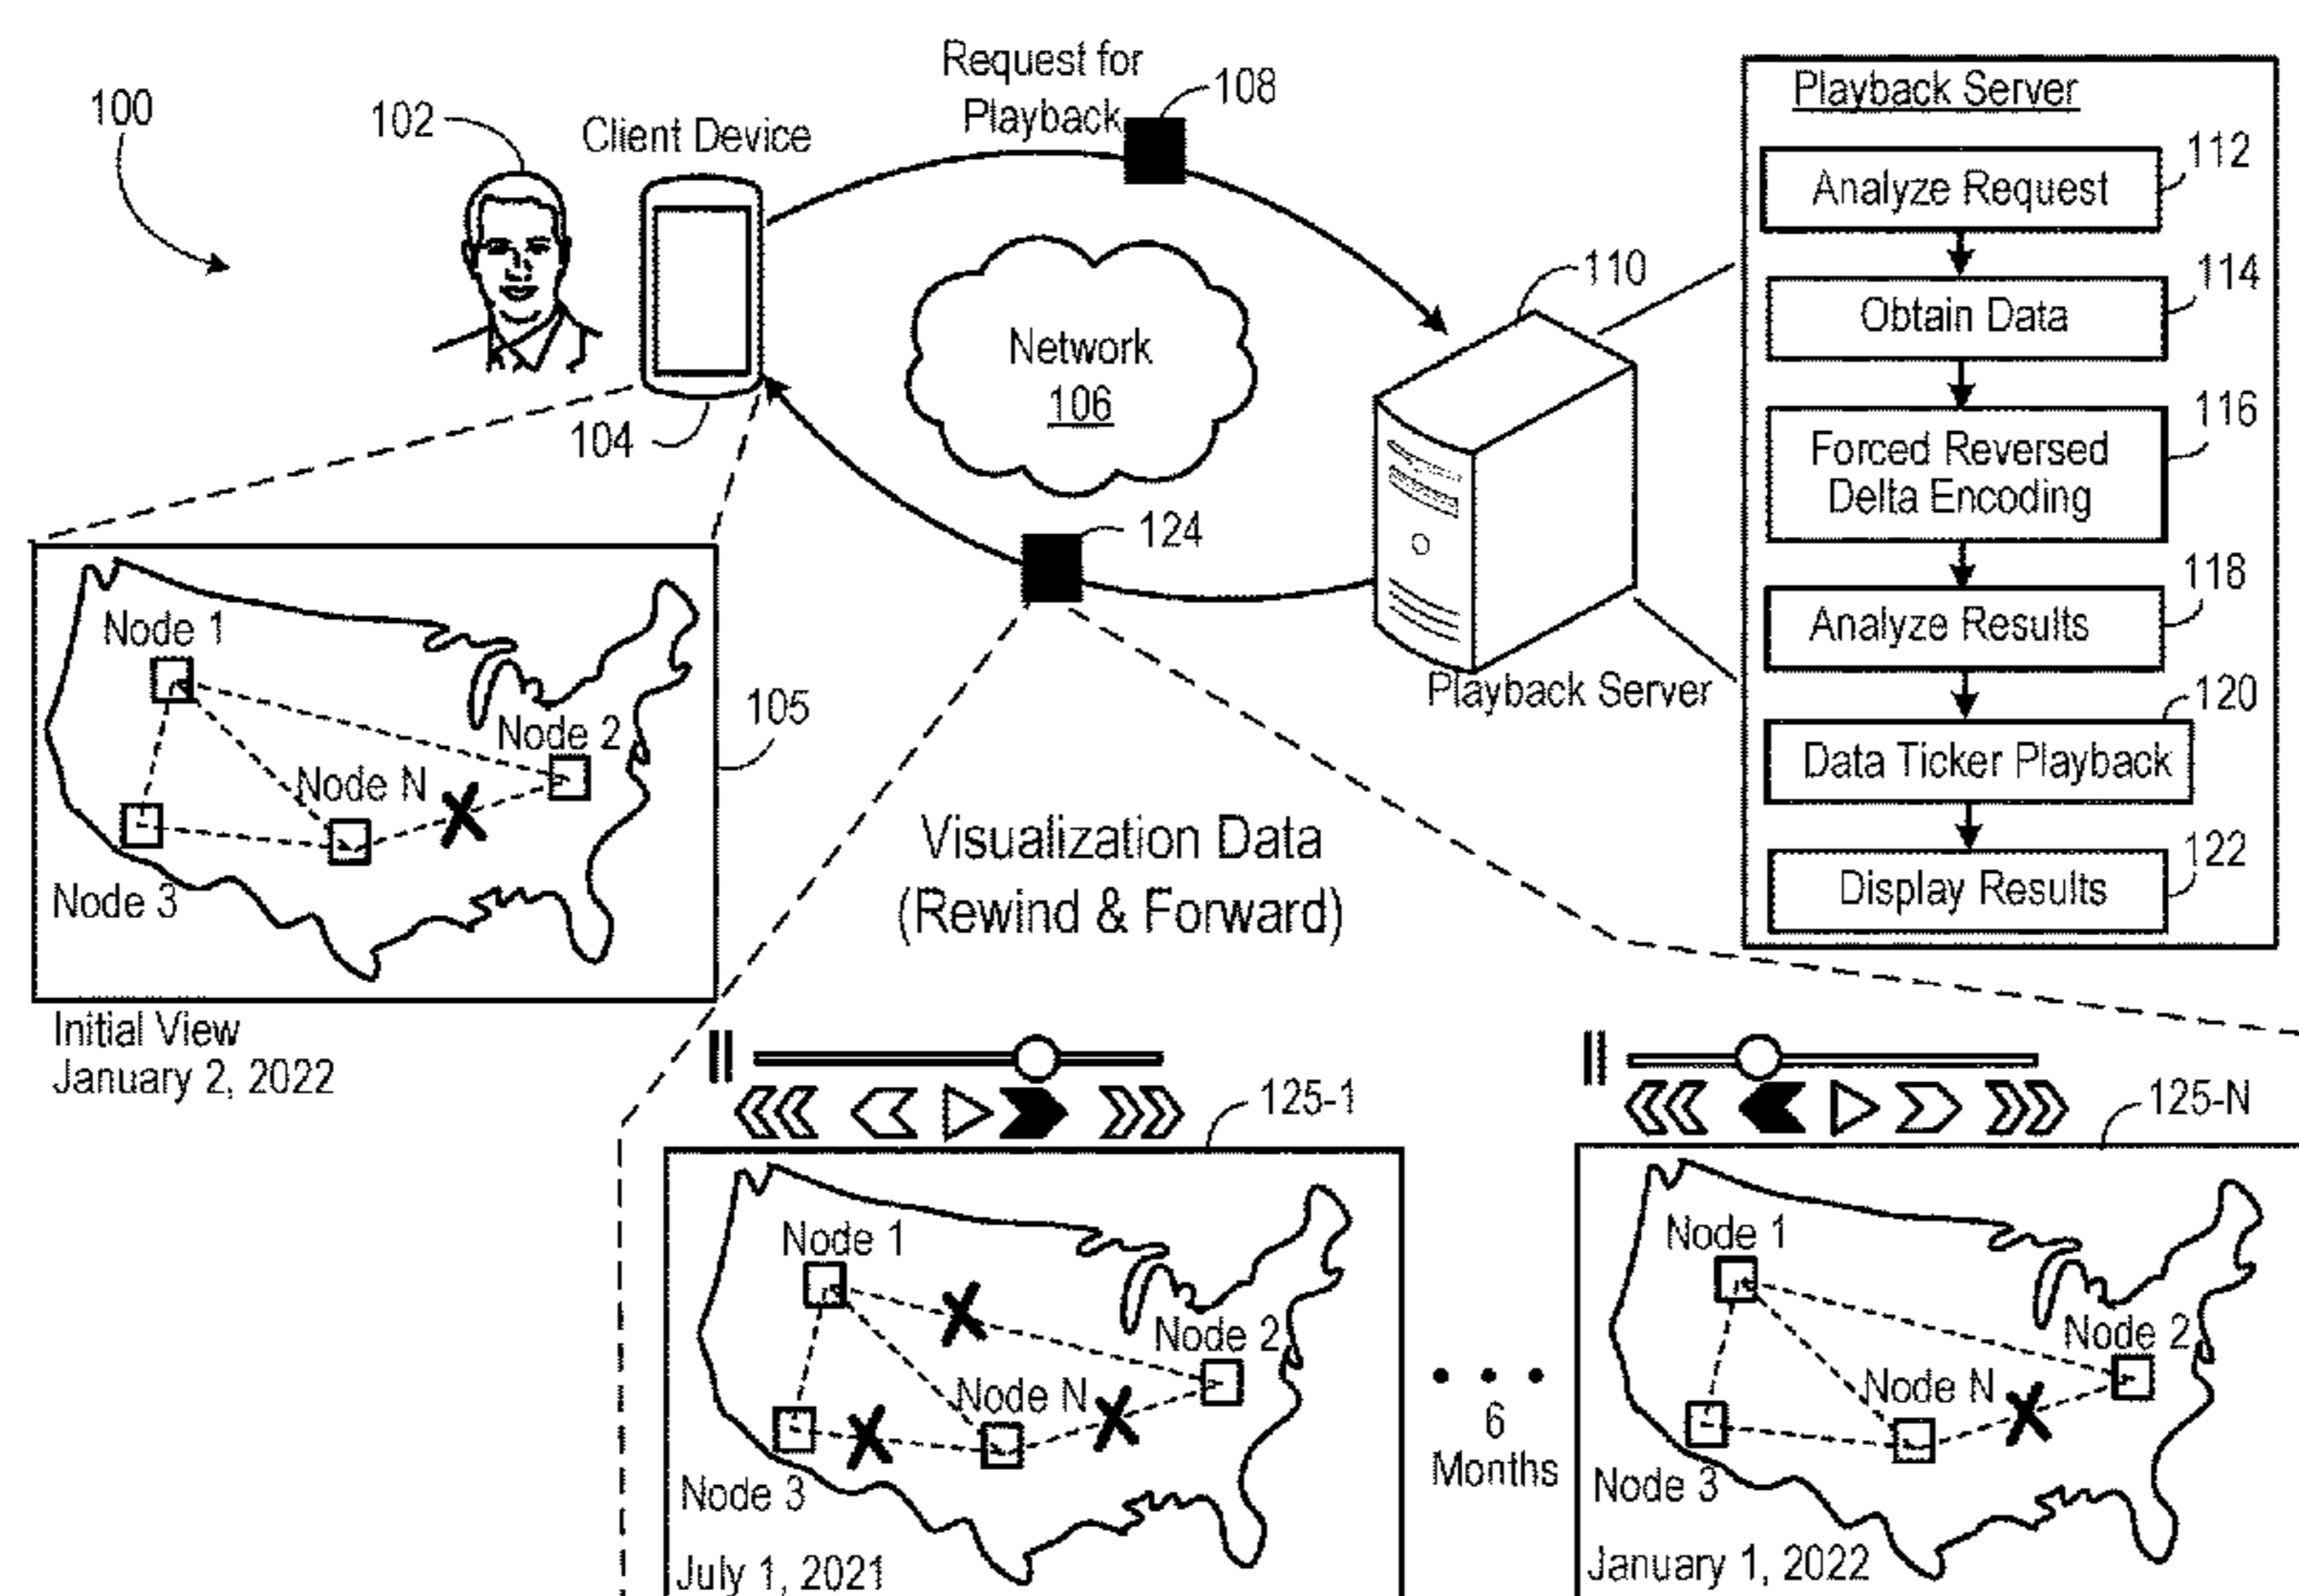 100
102
Client Device
Request for
Playback
108
Network
106
104
110
Playback Server
124
Playback Server
Analyze Request
112
Obtain Data
114
Forced Reversed
Delta Encoding
116
Analyze Results
118
Data Ticker Playback
120
Display Results
122
Node 1
Node 2
Node N
Node 3
105
Initial View
January 2, 2022
Visualization Data
(Rewind & Forward)
125-1
Node 1
Node 2
Node N
Node 3
July 1, 2021
6
Months
125-N
Node 1
Node 2
Node N
Node 3
January 1, 2022